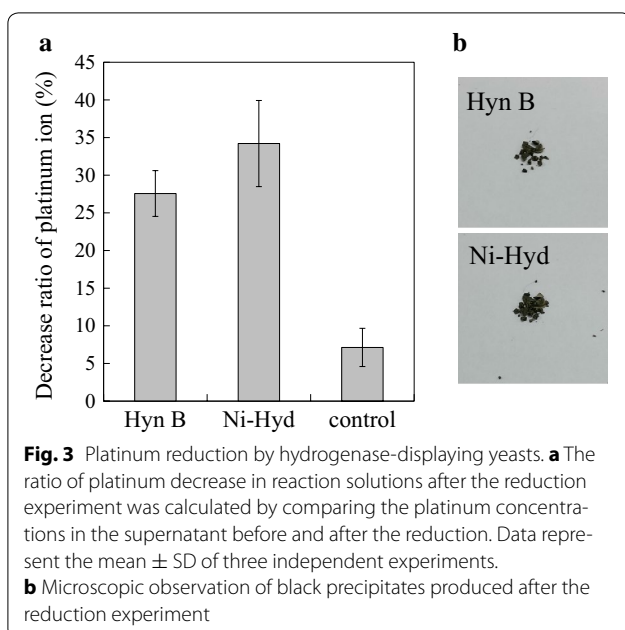 a
b
Decrease ratio of platinum ion (%)
45
40
35
30
25
20
15
10
5
0
Hyn B
Ni-Hyd
control
Hyn B
Ni-Hyd
Fig. 3 Platinum reduction by hydrogenase-displaying yeasts. a The
ratio of platinum decrease in reaction solutions after the reduction
experiment was calculated by comparing the platinum concentra-
tions in the supernatant before and after the reduction. Data repre-
sent the mean ± SD of three independent experiments.
b Microscopic observation of black precipitates produced after the
reduction experiment